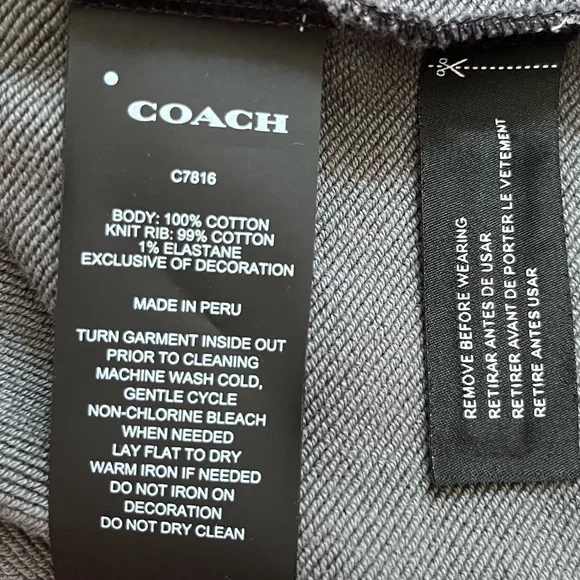 COACH
C7816
BODY: 100% COTTON
KNIT RIB: 99% COTTON
1% ELASTANE
EXCLUSIVE OF DECORATION
MADE IN PERU
TURN GARMENT INSIDE OUT
PRIOR TO CLEANING
MACHINE WASH COLD,
GENTLE CYCLE
NON-CHLORINE BLEACH
WHEN NEEDED
LAY FLAT TO DRY
WARM IRON IF NEEDED
DO NOT IRON ON
DECORATION
DO NOT DRY CLEAN
REMOVE BEFORE WEARING
RETIRAR ANTES DE USAR
RETIRER AVANT DE PORTER LE VETEMENT
RETIRE ANTES USAR